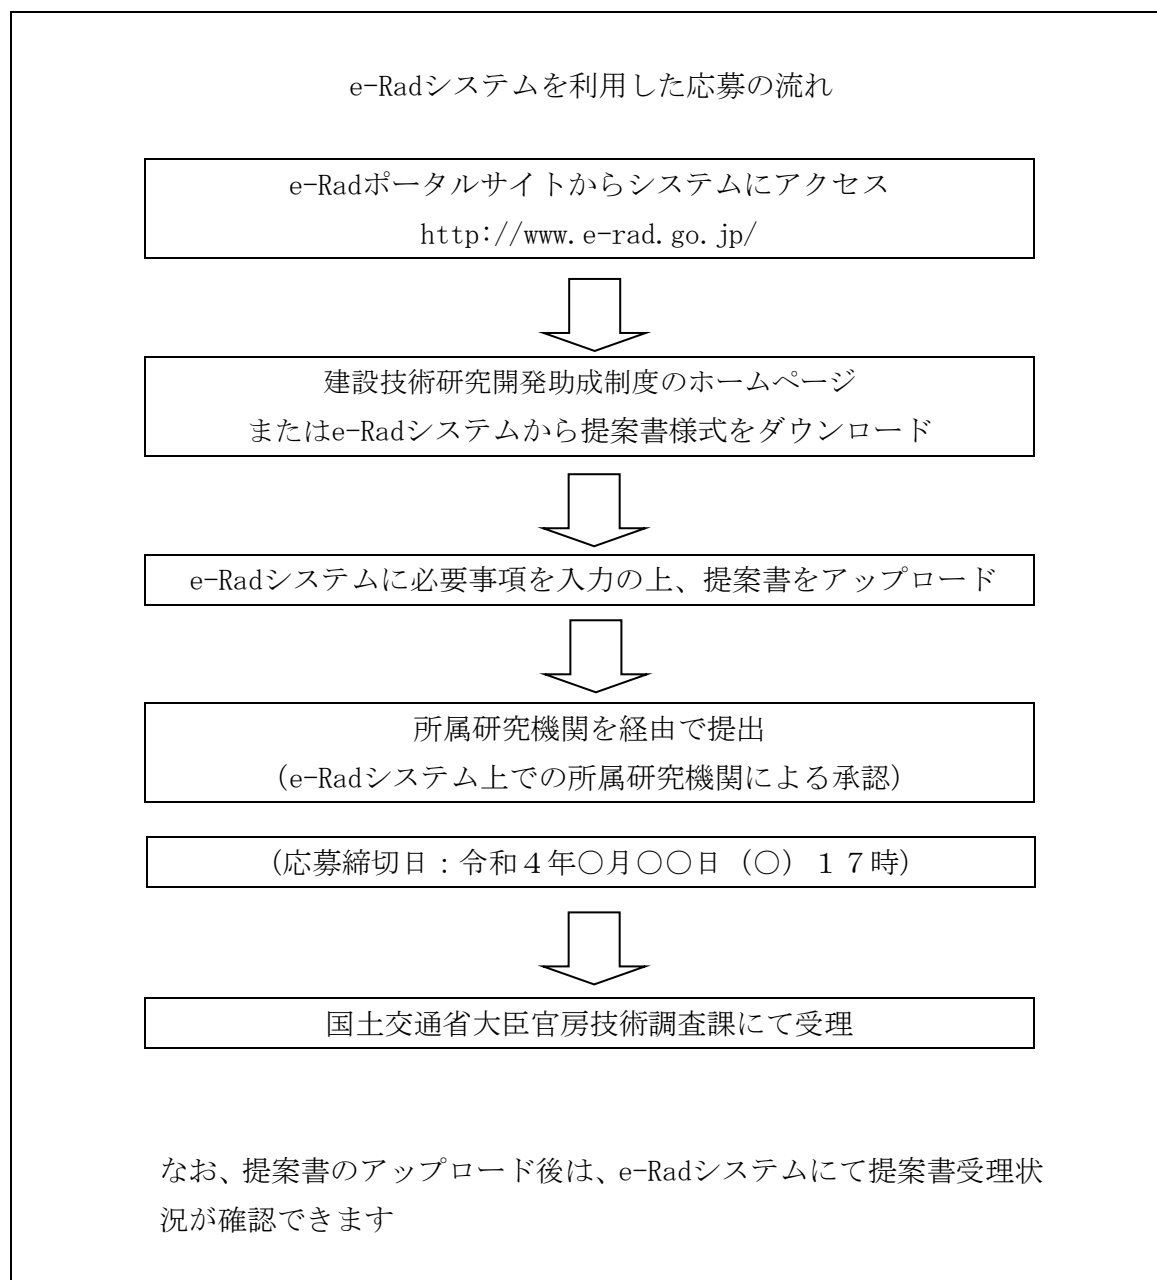 e-Radシステムを利用した応募の流れ
e-Radポータルサイトからシステムにアクセス
http://www.e-rad.go.jp/
建設技術研究開発助成制度のホームページ
またはe-Radシステムから提案書様式をダウンロード
e-Radシステムに必要事項を入力の上、提案書をアップロード
所属研究機関を経由で提出
(e-Radシステム上での所属研究機関による承認)
(応募締切日：令和４年○月○○日（○）１７時)
国土交通省大臣官房技術調査課にて受理
なお、提案書のアップロード後は、e-Radシステムにて提案書受理状
況が確認できます